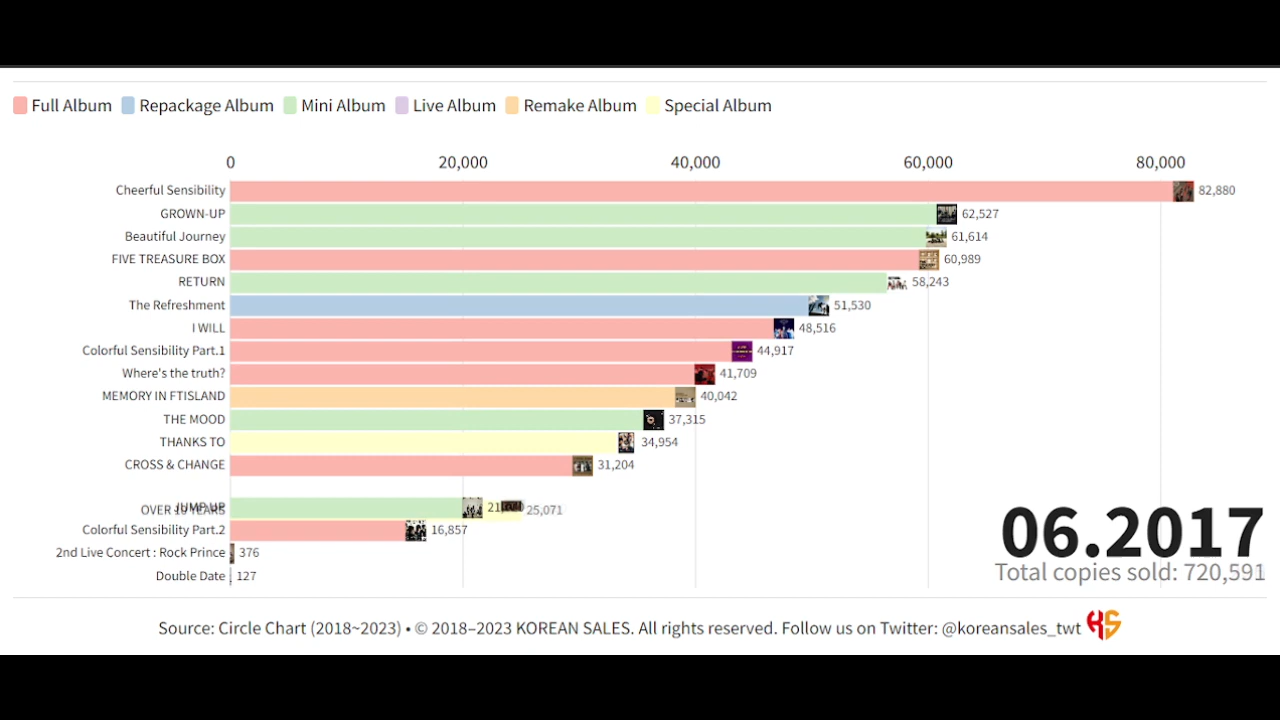 Full Album Repackage Album Mini Album Live Album Remake Album Special Album
0 20,000 40,000 60,000 80,000
Cheerful Sensibility 82,880
GROWN-UP 62,527
Beautiful Journey 61,614
FIVE TREASURE BOX 60,989
RETURN 58,243
The Refreshment 51,530
I WILL 48,516
Colorful Sensibility Part.1 44,917
Where's the truth? 41,709
MEMORY IN FTISLAND 40,042
THE MOOD 37,315
THANKS TO 34,954
CROSS & CHANGE 31,204
JUMP UP
OVER 10 YEARS 25,071
Colorful Sensibility Part.2 16,857
2nd Live Concert : Rock Prince 376
Double Date 127
06.2017
Total copies sold: 720,591
Source: Circle Chart (2018~2023) • © 2018–2023 KOREAN SALES. All rights reserved. Follow us on Twitter: @koreansales_twt KS